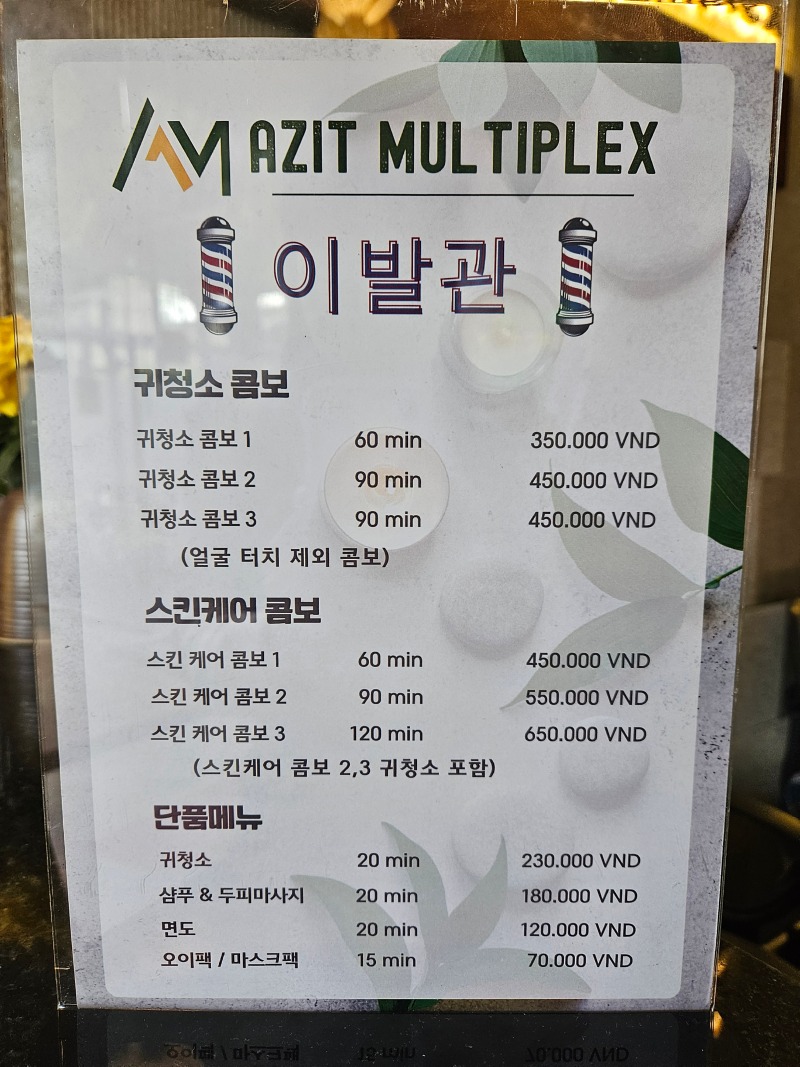 AM AZIT MULTIPLEX
이발관
귀청소 콤보
귀청소 콤보 1 60 min 350.000 VND
귀청소 콤보 2 90 min 450.000 VND
귀청소 콤보 3 90 min 450.000 VND
(얼굴 터치 제외 콤보)
스킨케어 콤보
스킨 케어 콤보 1 60 min 450.000 VND
스킨 케어 콤보 2 90 min 550.000 VND
스킨 케어 콤보 3 120 min 650.000 VND
(스킨케어 콤보 2,3 귀청소 포함)
단품메뉴
귀청소 20 min 230.000 VND
샴푸 & 두피마사지 20 min 180.000 VND
면도 20 min 120.000 VND
오이팩 / 마스크팩 15 min 70.000 VND